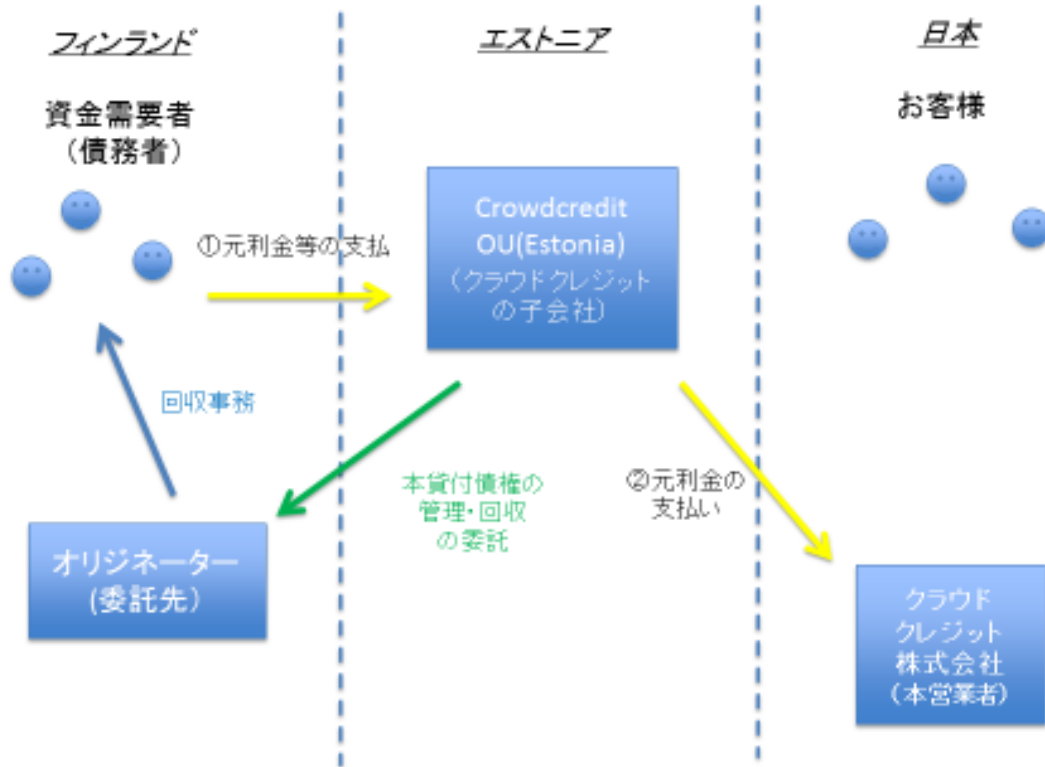 フィンランド
エストニア
日本
資金需要者
（債務者）
お客様
Crowdcredit
OU(Estonia)
（クラウドクレジット
の子会社）
①元利金等の支払
回収事務
本貸付債権の
管理・回収
の委託
②元利金の
支払い
オリジネーター
(委託先）
クラウド
クレジット
株式会社
（本営業者）